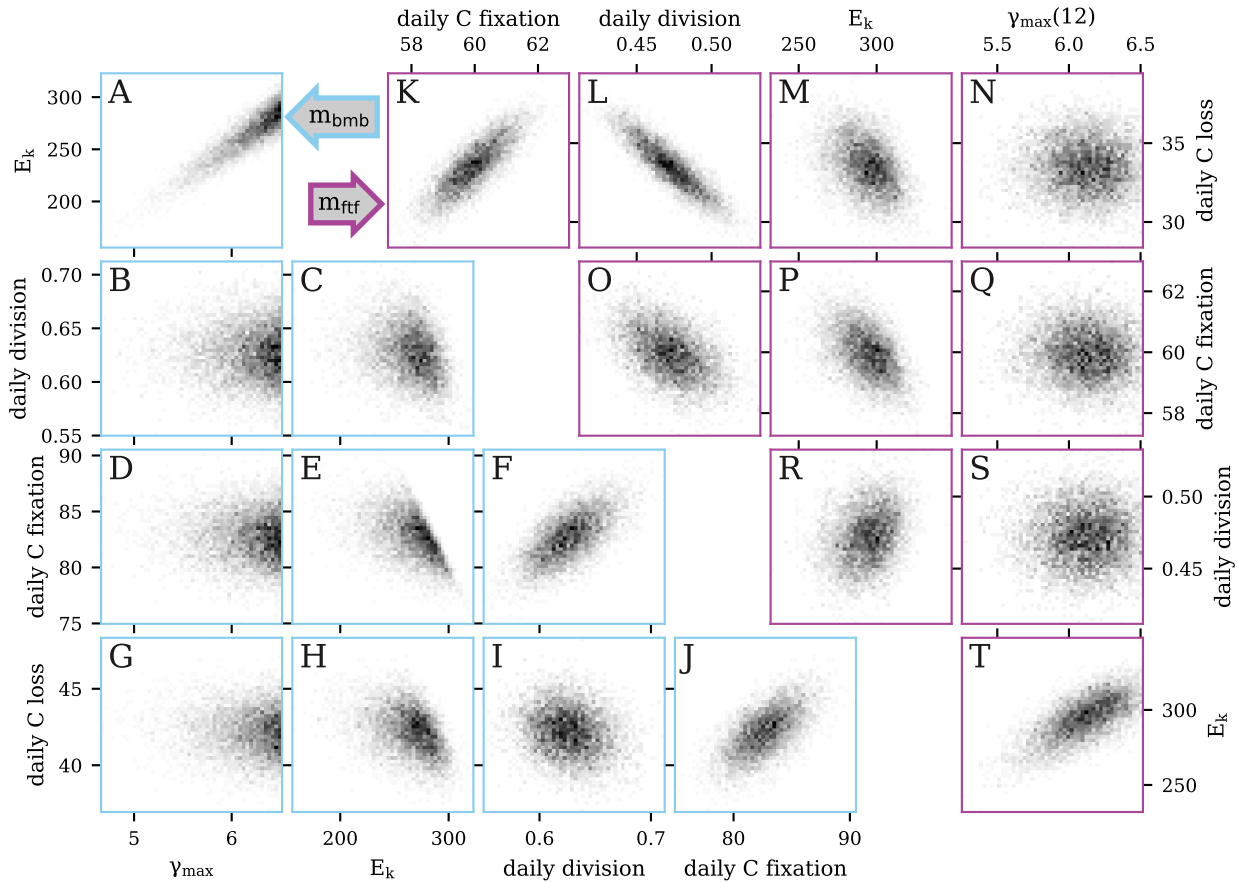 daily C fixation daily division E_k γ_max(12)
58 60 62 0.45 0.50 250 300 5.5 6.0 6.5
A K L M N
E_k 300 250 200
m_bmb
m_ftf
35 30 daily C loss
B C O P Q
daily division 0.70 0.65 0.60 0.55
62 60 58 daily C fixation
D E F R S
daily C fixation 90 85 80 75
0.50 0.45 daily division
G H I J T
daily C loss 45 40
300 250 E_k
5 6 200 300 0.6 0.7 80 90
γ_max E_k daily division daily C fixation